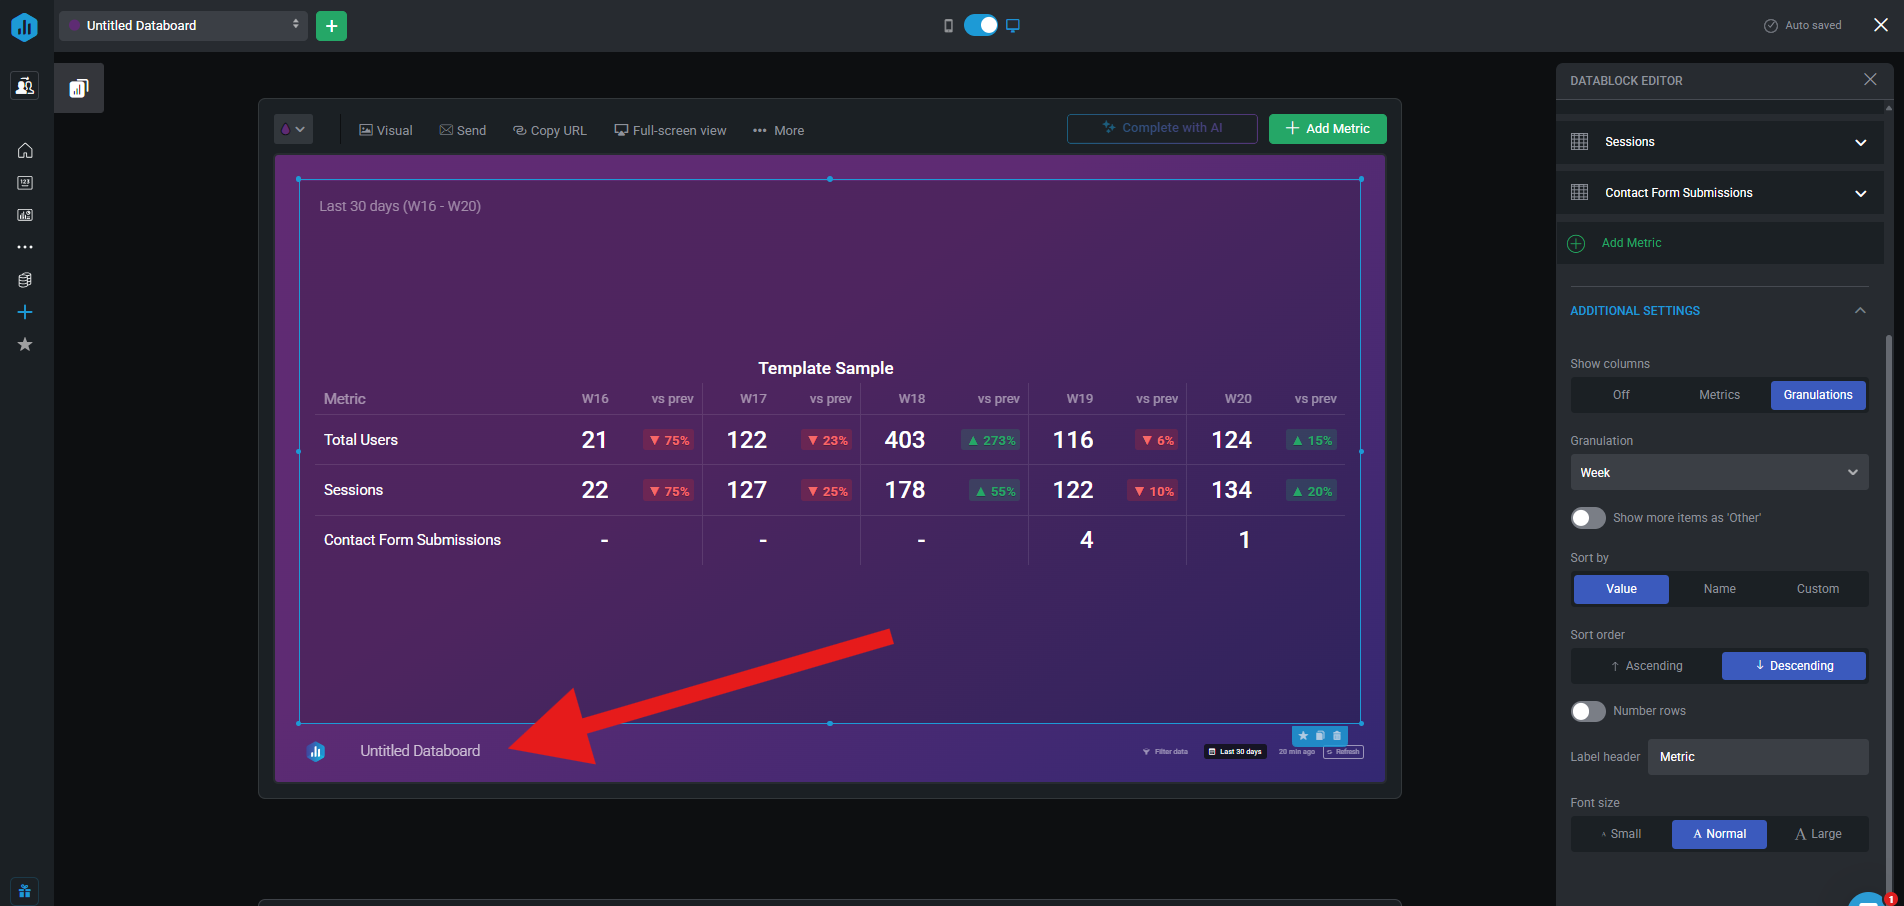 Untitled Databoard
+
Auto saved
Visual
Send
Copy URL
Full-screen view
More
Complete with AI
Add Metric
Last 30 days (W16 - W20)
Template Sample
Metric W16 vs prev W17 vs prev W18 vs prev W19 vs prev W20 vs prev
Total Users 21 ▼ 75% 122 ▼ 23% 403 ▲ 273% 116 ▼ 6% 124 ▲ 15%
Sessions 22 ▼ 75% 127 ▼ 25% 178 ▲ 55% 122 ▼ 10% 134 ▲ 20%
Contact Form Submissions - - - 4 1
Untitled Databoard
Filter data
Last 30 days
20 min ago
Refresh
DATABLOCK EDITOR
Sessions
Contact Form Submissions
Add Metric
ADDITIONAL SETTINGS
Show columns
Off Metrics Granulations
Granulation
Week
Show more items as 'Other'
Sort by
Value Name Custom
Sort order
↑ Ascending ↓ Descending
Number rows
Label header Metric
Font size
A Small A Normal A Large
1
123